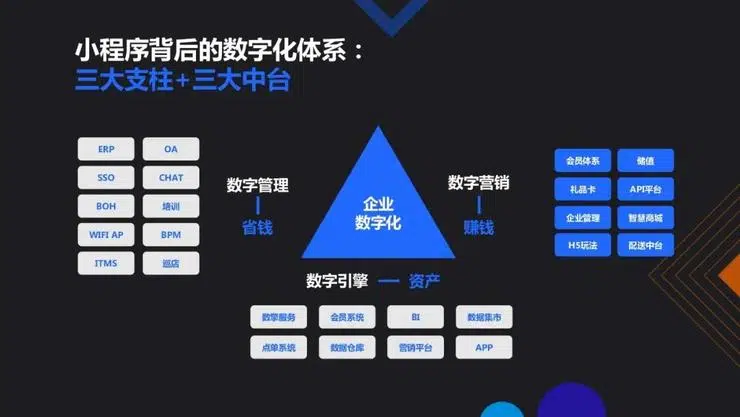 小程序背后的数字化体系：
三大支柱+三大中台
ERP
OA
SSO
CHAT
BOH
培训
WIFI AP
BPM
ITMS
巡店
数字管理
省钱
企业
数字化
数字营销
赚钱
会员体系
储值
礼品卡
API平台
企业管理
智慧商城
H5玩法
配送中台
数字引擎 — 资产
数擎服务
会员系统
BI
数据集市
点单系统
数据仓库
营销平台
APP